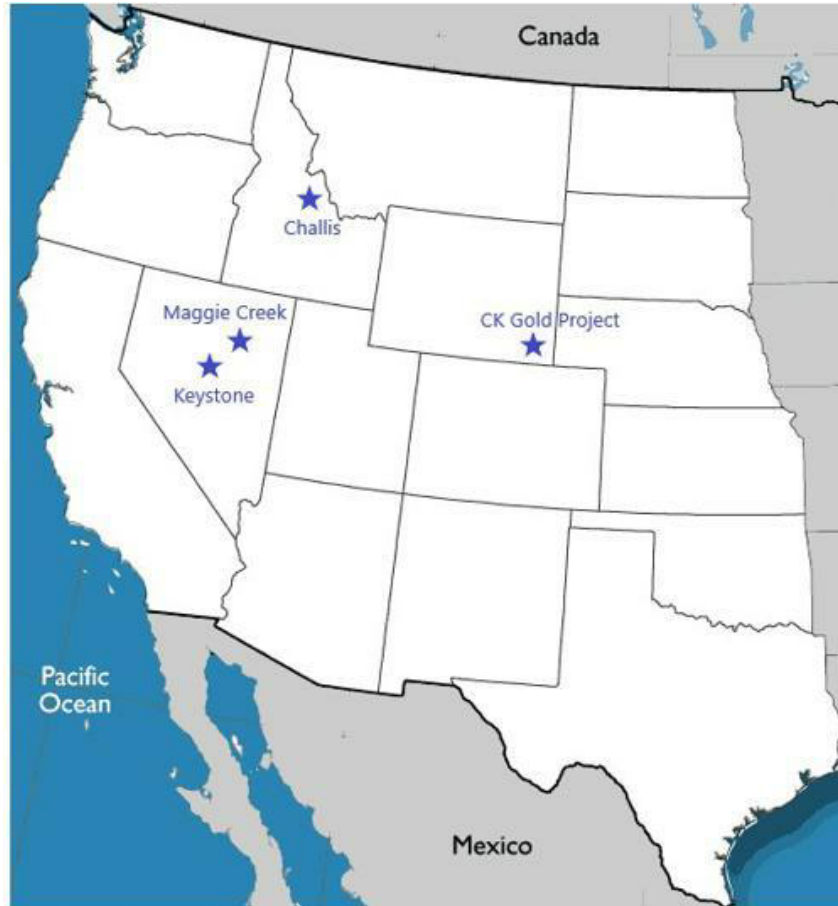 Canada
Challis
Maggie Creek
CK Gold Project
Keystone
Pacific
Ocean
Mexico